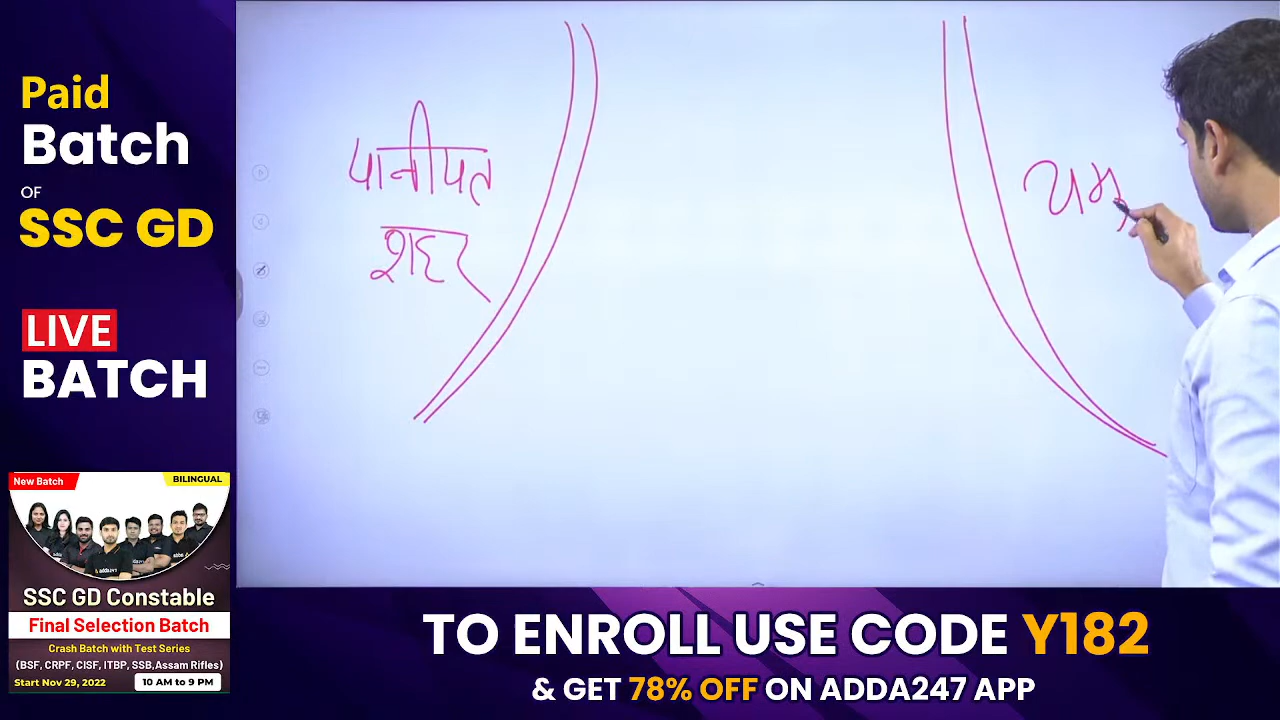 Paid
Batch
OF
SSC GD
LIVE
BATCH
New Batch
BILINGUAL
SSC GD Constable
Final Selection Batch
Crash Batch with Test Series
(BSF, CRPF, CISF, ITBP, SSB,Assam Rifles)
Start Nov 29, 2022
10 AM to 9 PM
पानीपत
शहर
यमु
TO ENROLL USE CODE Y182
& GET 78% OFF ON ADDA247 APP